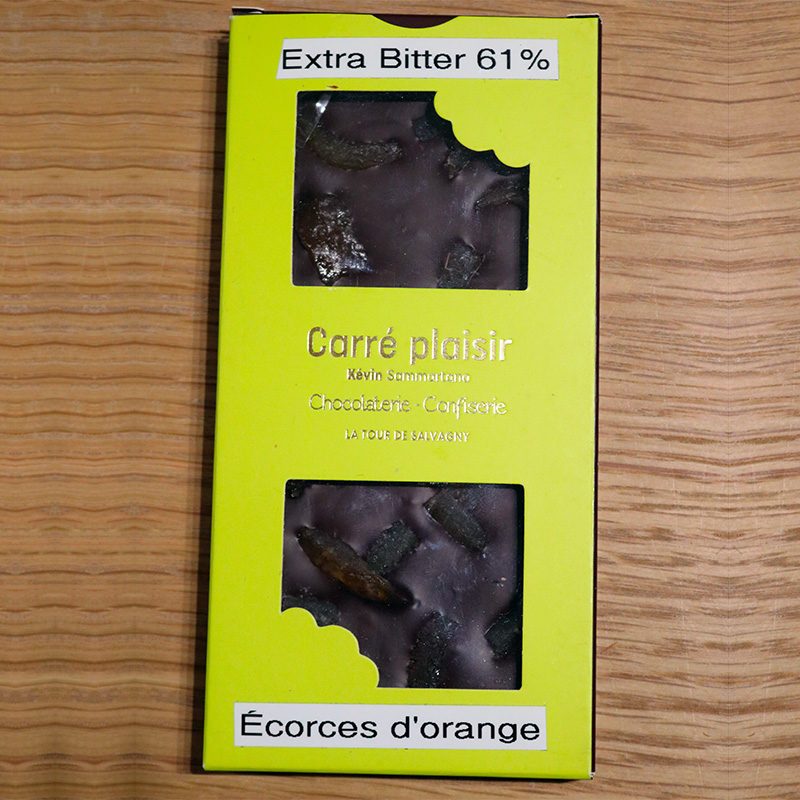 Extra Bitter 61%
Carré plaisir
Kévin Sammartano
Chocolaterie · Confiserie
LA TOUR DE SALVAGNY
Écorces d'orange